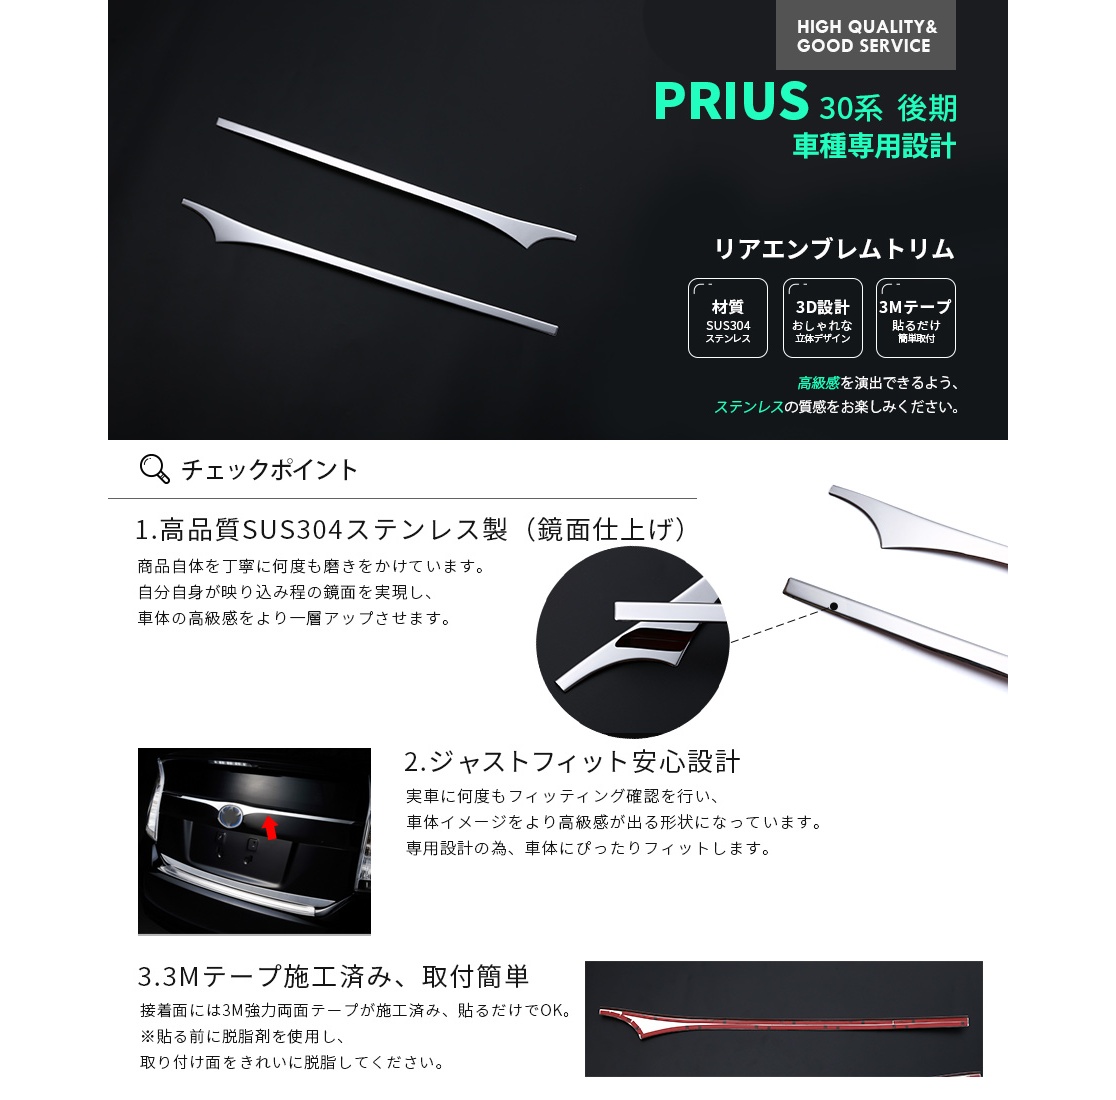 HIGH QUALITY&
GOOD SERVICE
PRIUS 30系 後期
車種専用設計
リアエンブレムトリム
材質
SUS304
ステンレス
3D設計
おしゃれな
立体デザイン
3Mテープ
貼るだけ
簡単取付
高級感を演出できるよう、
ステンレスの質感をお楽しみください。
チェックポイント
1.高品質SUS304ステンレス製（鏡面仕上げ）
商品自体を丁寧に何度も磨きをかけています。
自分自身が映り込み程の鏡面を実現し、
車体の高級感をより一層アップさせます。
2.ジャストフィット安心設計
実車に何度もフィッティング確認を行い、
車体イメージをより高級感が出る形状になっています。
専用設計の為、車体にぴったりフィットします。
3.3Mテープ施工済み、取付簡単
接着面には3M強力両面テープが施工済み、貼るだけでOK。
※貼る前に脱脂剤を使用し、
取り付け面をきれいに脱脂してください。